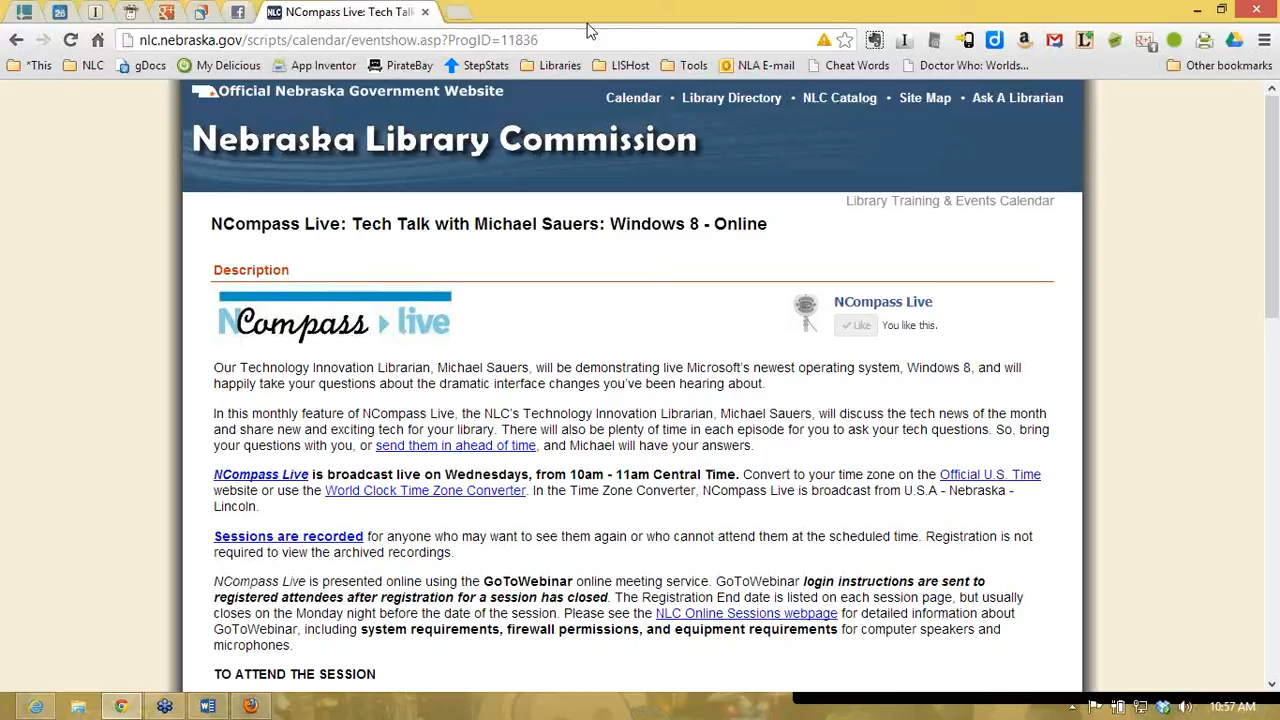 NCompass Live: Tech Tal
nlc.nebraska.gov/scripts/calendar/eventshow.asp?ProgID=11836
*This NLC gDocs My Delicious App Inventor PirateBay StepStats Libraries LISHost Tools NLA E-mail Cheat Words Doctor Who: Worlds... Other bookmarks
Official Nebraska Government Website
Calendar • Library Directory • NLC Catalog • Site Map • Ask A Librarian
Nebraska Library Commission
Library Training & Events Calendar
NCompass Live: Tech Talk with Michael Sauers: Windows 8 - Online
Description
NCompass live
NCompass Live
Like You like this.
Our Technology Innovation Librarian, Michael Sauers, will be demonstrating live Microsoft's newest operating system, Windows 8, and will
happily take your questions about the dramatic interface changes you've been hearing about.
In this monthly feature of NCompass Live, the NLC's Technology Innovation Librarian, Michael Sauers, will discuss the tech news of the month
and share new and exciting tech for your library. There will also be plenty of time in each episode for you to ask your tech questions. So, bring
your questions with you, or send them in ahead of time, and Michael will have your answers.
NCompass Live is broadcast live on Wednesdays, from 10am - 11am Central Time. Convert to your time zone on the Official U.S. Time
website or use the World Clock Time Zone Converter. In the Time Zone Converter, NCompass Live is broadcast from U.S.A - Nebraska -
Lincoln.
Sessions are recorded for anyone who may want to see them again or who cannot attend them at the scheduled time. Registration is not
required to view the archived recordings.
NCompass Live is presented online using the GoToWebinar online meeting service. GoToWebinar login instructions are sent to
registered attendees after registration for a session has closed. The Registration End date is listed on each session page, but usually
closes on the Monday night before the date of the session. Please see the NLC Online Sessions webpage for detailed information about
GoToWebinar, including system requirements, firewall permissions, and equipment requirements for computer speakers and
microphones.
TO ATTEND THE SESSION
10:57 AM